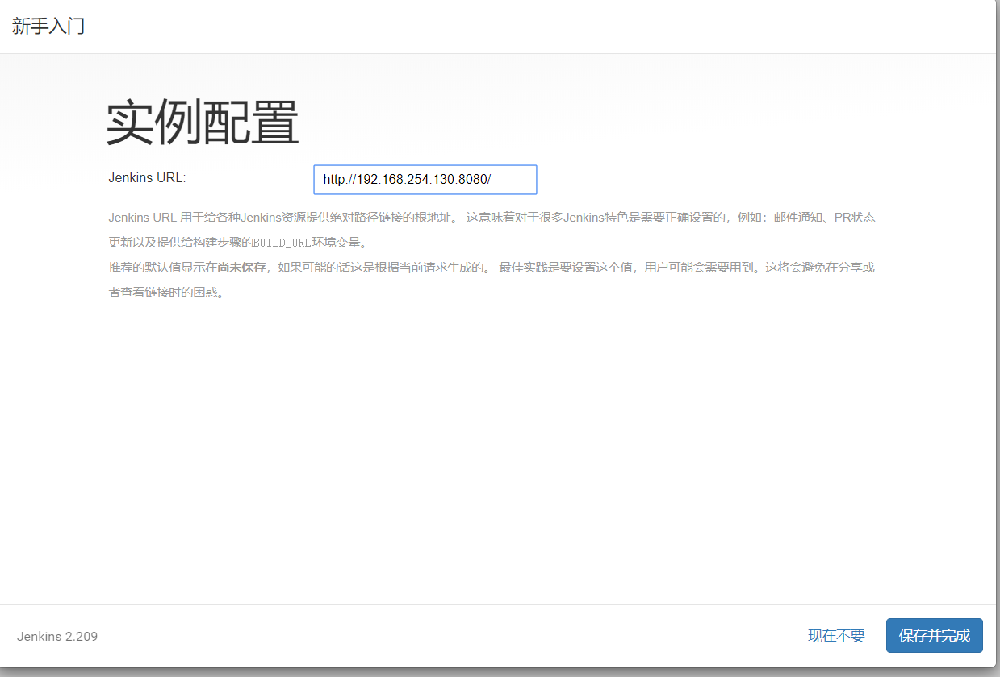 新手入门
实例配置
Jenkins URL:
http://192.168.254.130:8080/
Jenkins URL 用于给各种Jenkins资源提供绝对路径链接的根地址。 这意味着对于很多Jenkins特色是需要正确设置的，例如：邮件通知、PR状态
更新以及提供给构建步骤的BUILD_URL环境变量。
推荐的默认值显示在尚未保存，如果可能的话这是根据当前请求生成的。 最佳实践是要设置这个值，用户可能会需要用到。这将会避免在分享或
者查看链接时的困惑。
Jenkins 2.209
现在不要
保存并完成